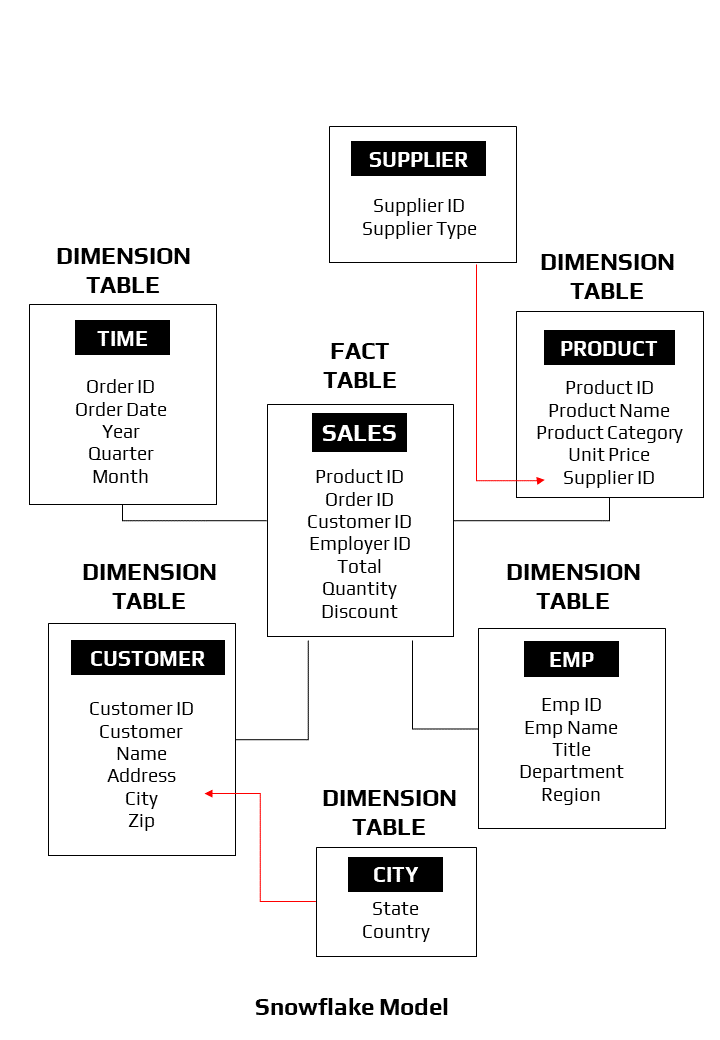 SUPPLIER
Supplier ID
Supplier Type
DIMENSION
TABLE
TIME
Order ID
Order Date
Year
Quarter
Month
DIMENSION
TABLE
PRODUCT
Product ID
Product Name
Product Category
Unit Price
Supplier ID
FACT
TABLE
SALES
Product ID
Order ID
Customer ID
Employer ID
Total
Quantity
Discount
DIMENSION
TABLE
CUSTOMER
Customer ID
Customer
Name
Address
City
Zip
DIMENSION
TABLE
EMP
Emp ID
Emp Name
Title
Department
Region
DIMENSION
TABLE
CITY
State
Country
Snowflake Model